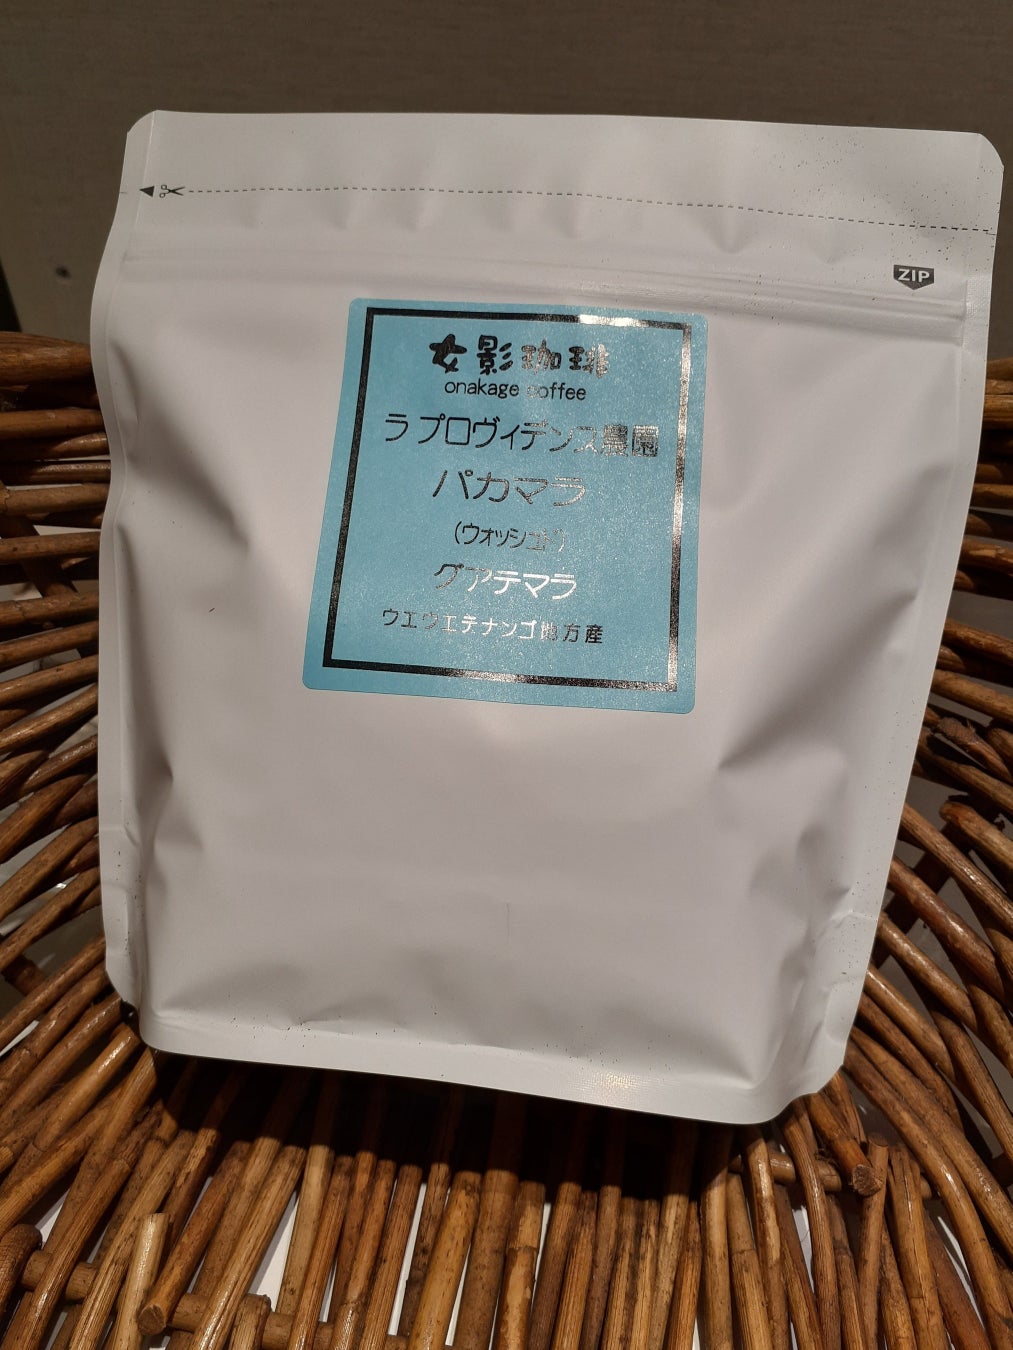 ZIP
女影珈琲
onakage coffee
ラ プロヴィデンス農園
パカマラ
(ウォッシュド)
グアテマラ
ウエウエテナンゴ地方産